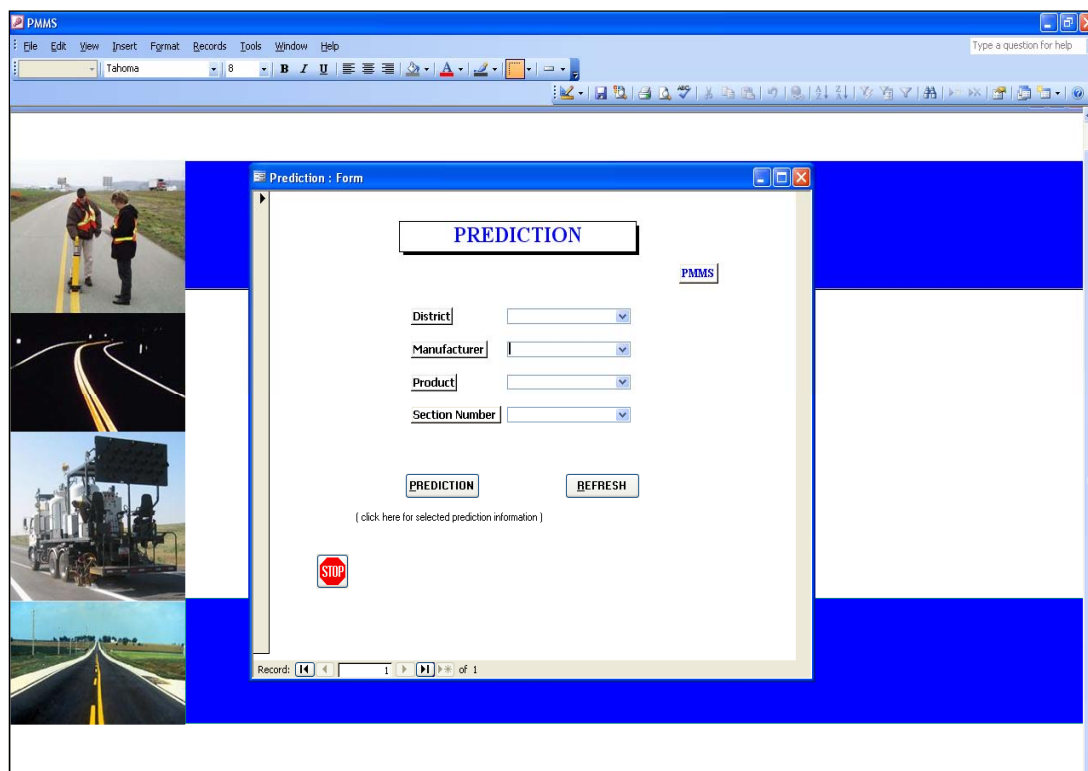 PMMS
File Edit View Insert Format Records Tools Window Help
Type a question for help
Tahoma 8 B I U A
Prediction : Form
PREDICTION
PMMS
District
Manufacturer
Product
Section Number
PREDICTION REFRESH
( click here for selected prediction information )
STOP
Record: 1 of 1